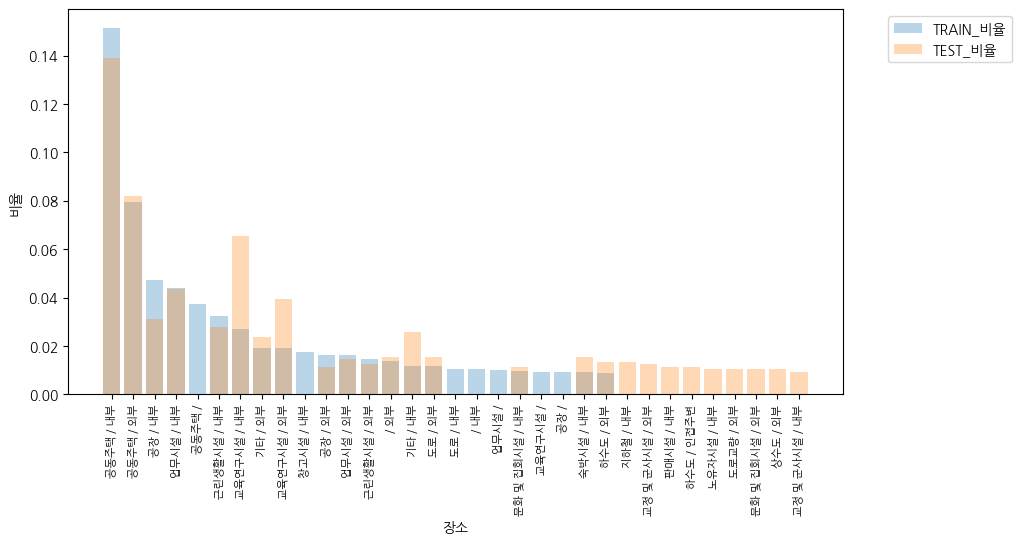 TRAIN_비율
TEST_비율
비율
0.14
0.12
0.10
0.08
0.06
0.04
0.02
0.00
공동주택 / 내부
공동주택 / 외부
공장 / 내부
업무시설 / 내부
공동주택 /
근린생활시설 / 내부
교육연구시설 / 내부
기타 / 외부
교육연구시설 / 외부
창고시설 / 내부
공장 / 외부
업무시설 / 외부
근린생활시설 / 외부
/ 외부
기타 / 내부
도로 / 외부
도로 / 내부
/ 내부
업무시설 /
문화 및 집회시설 / 내부
교육연구시설 /
공장 /
숙박시설 / 내부
하수도 / 외부
지하철 / 내부
교정 및 군사시설 / 외부
판매시설 / 내부
하수도 / 인접주변
노유자시설 / 내부
도로교량 / 외부
문화 및 집회시설 / 외부
상수도 / 외부
교정 및 군사시설 / 내부
장소